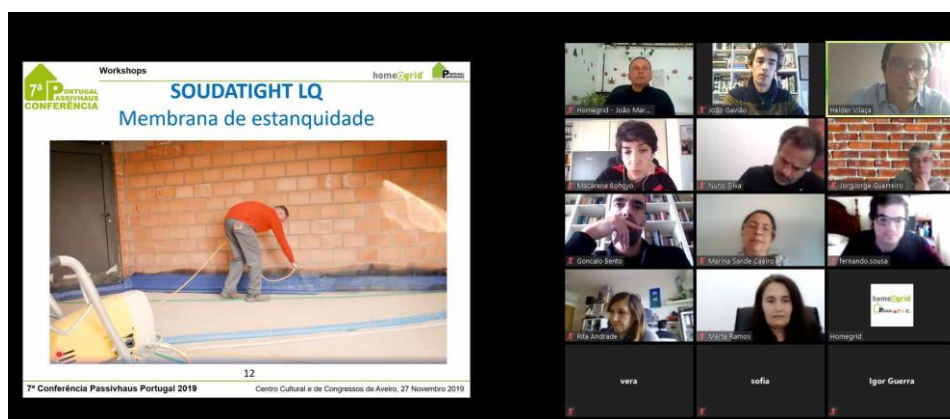 Workshops
homegrid
7ª PORTUGAL
PASSIVHAUS
CONFERÊNCIA
SOUDATIGHT LQ
Membrana de estanquidade
12
7ª Conferência Passivhaus Portugal 2019
Centro Cultural e de Congressos de Aveiro, 27 Novembro 2019
Homegrid - João Mar...
João Gavião
Helder Vilaça
Macarena Bohoyo
Nuno Silva
JorgJorge Guerreiro
Goncalo Bento
Marina Sande Caeiro
fernando.sousa
Rita Andrade
Marta Ramos
homegrid
Homegrid
vera
sofia
Igor Guerra